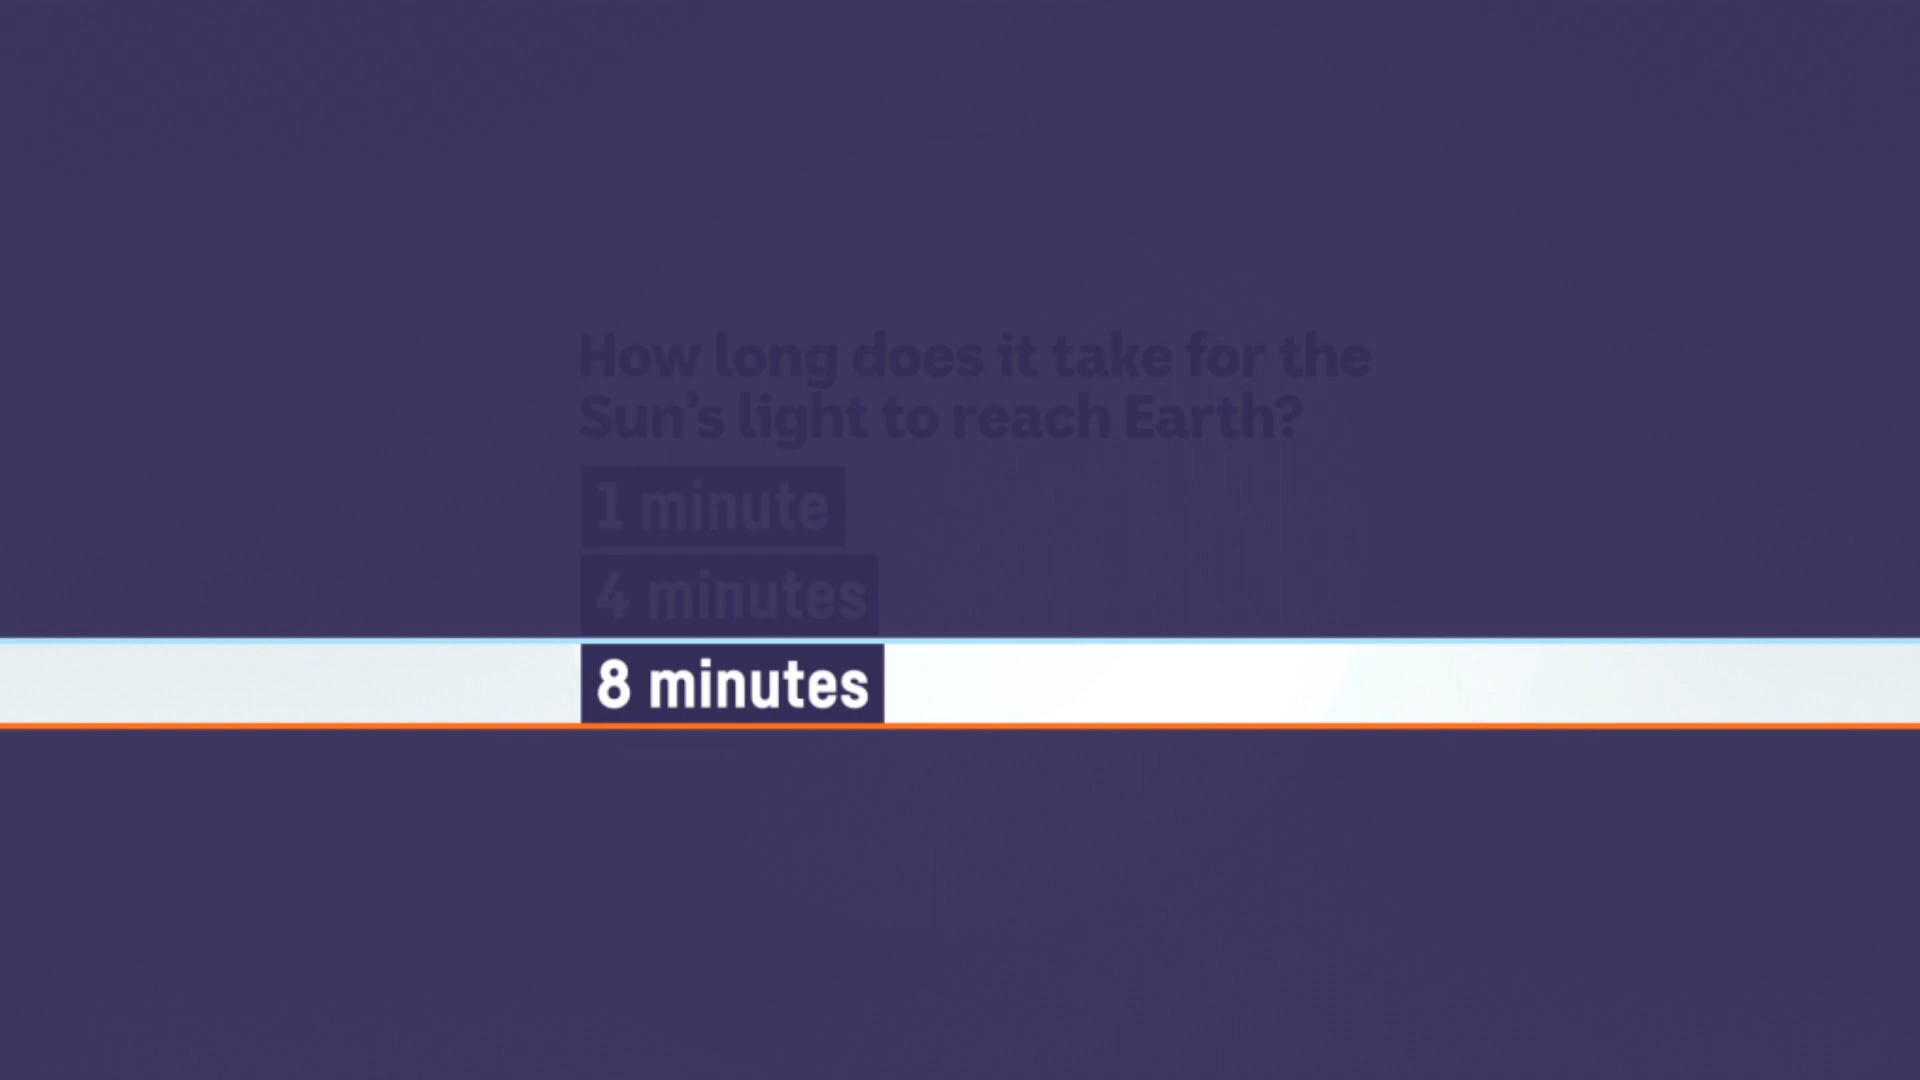 How long does it take for the
Sun’s light to reach Earth?
1 minute
4 minutes
8 minutes